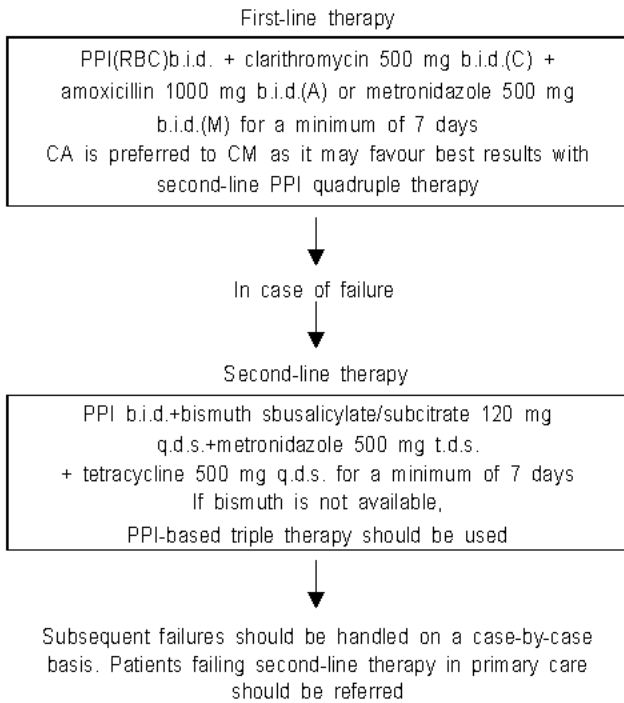 First-line therapy
PPI(RBC)b.i.d. + clarithromycin 500 mg b.i.d.(C) +
amoxicillin 1000 mg b.i.d.(A) or metronidazole 500 mg
b.i.d.(M) for a minimum of 7 days
CA is preferred to CM as it may favour best results with
second-line PPI quadruple therapy
In case of failure
Second-line therapy
PPI b.i.d.+bismuth sbusalicylate/subcitrate 120 mg
q.d.s.+metronidazole 500 mg t.d.s.
+ tetracycline 500 mg q.d.s. for a minimum of 7 days
If bismuth is not available,
PPI-based triple therapy should be used
Subsequent failures should be handled on a case-by-case
basis. Patients failing second-line therapy in primary care
should be referred